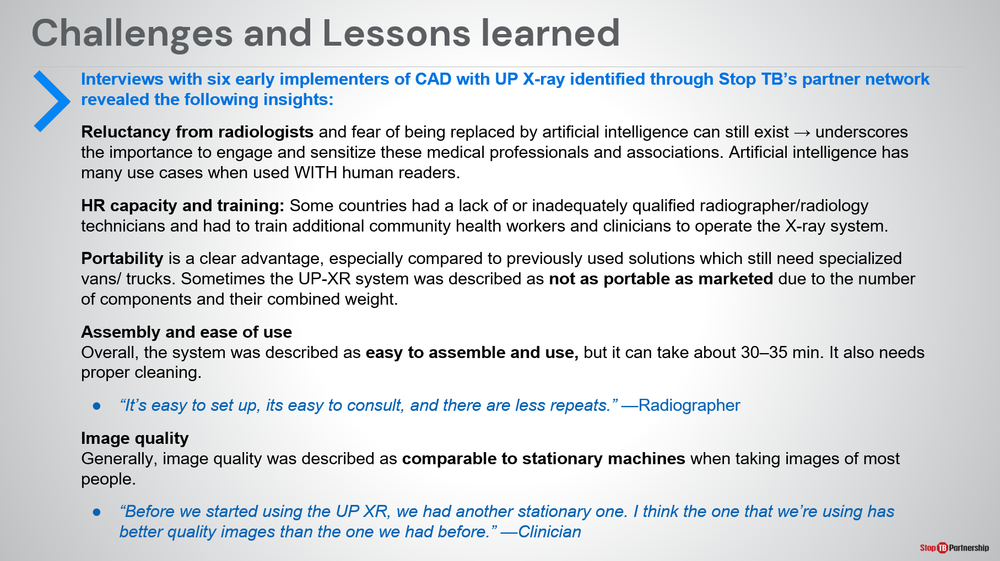 Challenges and Lessons learned
Interviews with six early implementers of CAD with UP X-ray identified through Stop TB’s partner network
revealed the following insights:
Reluctancy from radiologists and fear of being replaced by artificial intelligence can still exist → underscores
the importance to engage and sensitize these medical professionals and associations. Artificial intelligence has
many use cases when used WITH human readers.
HR capacity and training: Some countries had a lack of or inadequately qualified radiographer/radiology
technicians and had to train additional community health workers and clinicians to operate the X-ray system.
Portability is a clear advantage, especially compared to previously used solutions which still need specialized
vans/ trucks. Sometimes the UP-XR system was described as not as portable as marketed due to the number
of components and their combined weight.
Assembly and ease of use
Overall, the system was described as easy to assemble and use, but it can take about 30–35 min. It also needs
proper cleaning.
● “It’s easy to set up, its easy to consult, and there are less repeats.” —Radiographer
Image quality
Generally, image quality was described as comparable to stationary machines when taking images of most
people.
● “Before we started using the UP XR, we had another stationary one. I think the one that we’re using has
better quality images than the one we had before.” —Clinician
Stop TB Partnership